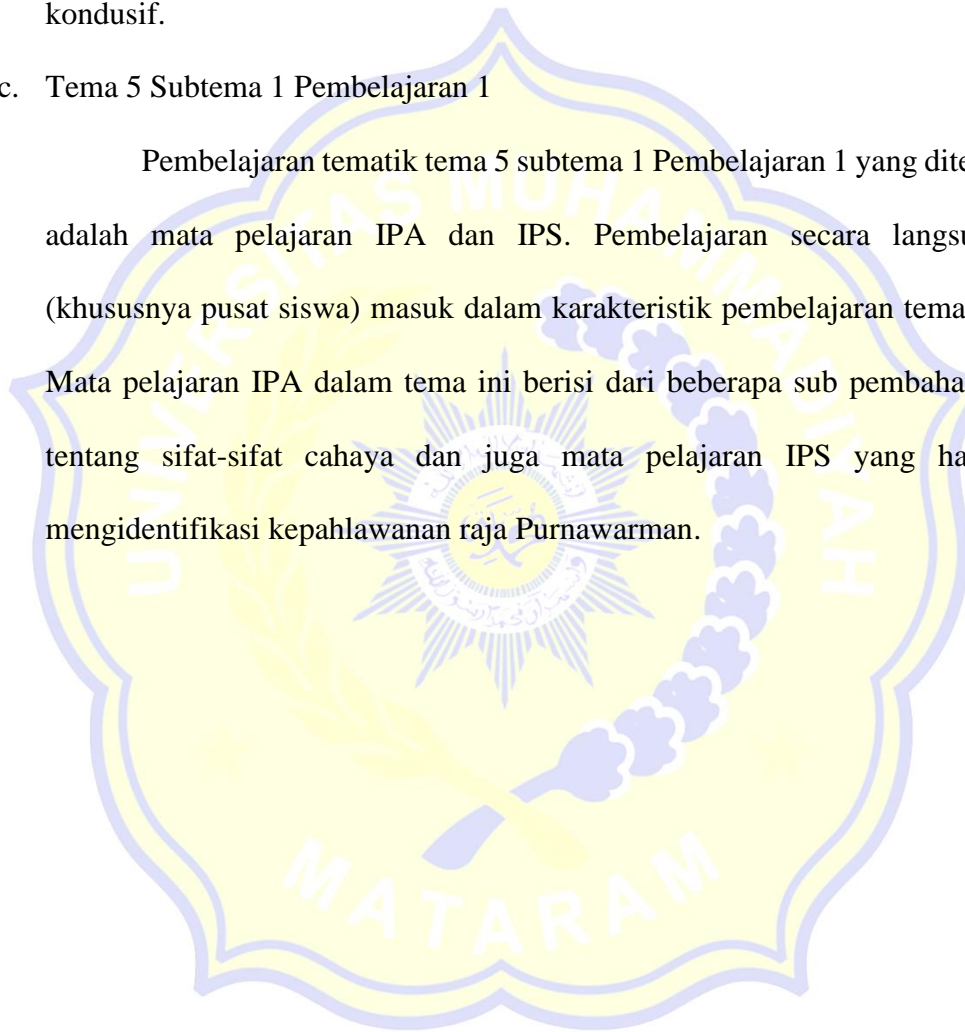 kondusif.
c. Tema 5 Subtema 1 Pembelajaran 1
Pembelajaran tematik tema 5 subtema 1 Pembelajaran 1 yang dite
adalah mata pelajaran IPA dan IPS. Pembelajaran secara langsu
(khususnya pusat siswa) masuk dalam karakteristik pembelajaran tema
Mata pelajaran IPA dalam tema ini berisi dari beberapa sub pembaha
tentang sifat-sifat cahaya dan juga mata pelajaran IPS yang ha
mengidentifikasi kepahlawanan raja Purnawarman.
UNIVERSITAS MUHAMMADIYAH
MATARAM